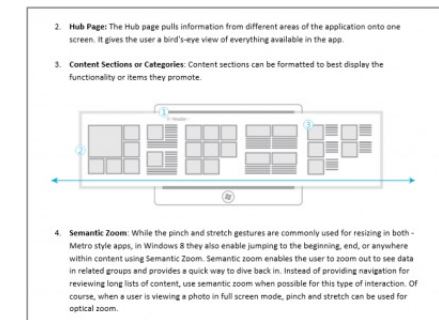 2. Hub Page: The Hub page pulls information from different areas of the application onto one
screen. It gives the user a bird's-eye view of everything available in the app.
3. Content Sections or Categories: Content sections can be formatted to best display the
functionality or items they promote.
1
Header
2
3
4. Semantic Zoom: While the pinch and stretch gestures are commonly used for resizing in both -
Metro style apps, in Windows 8 they also enable jumping to the beginning, end, or anywhere
within content using Semantic Zoom. Semantic zoom enables the user to zoom out to see data
in related groups and provides a quick way to dive back in. Instead of providing navigation for
reviewing long lists of content, use semantic zoom when possible for this type of interaction. Of
course, when a user is viewing a photo in full screen mode, pinch and stretch can be used for
optical zoom.